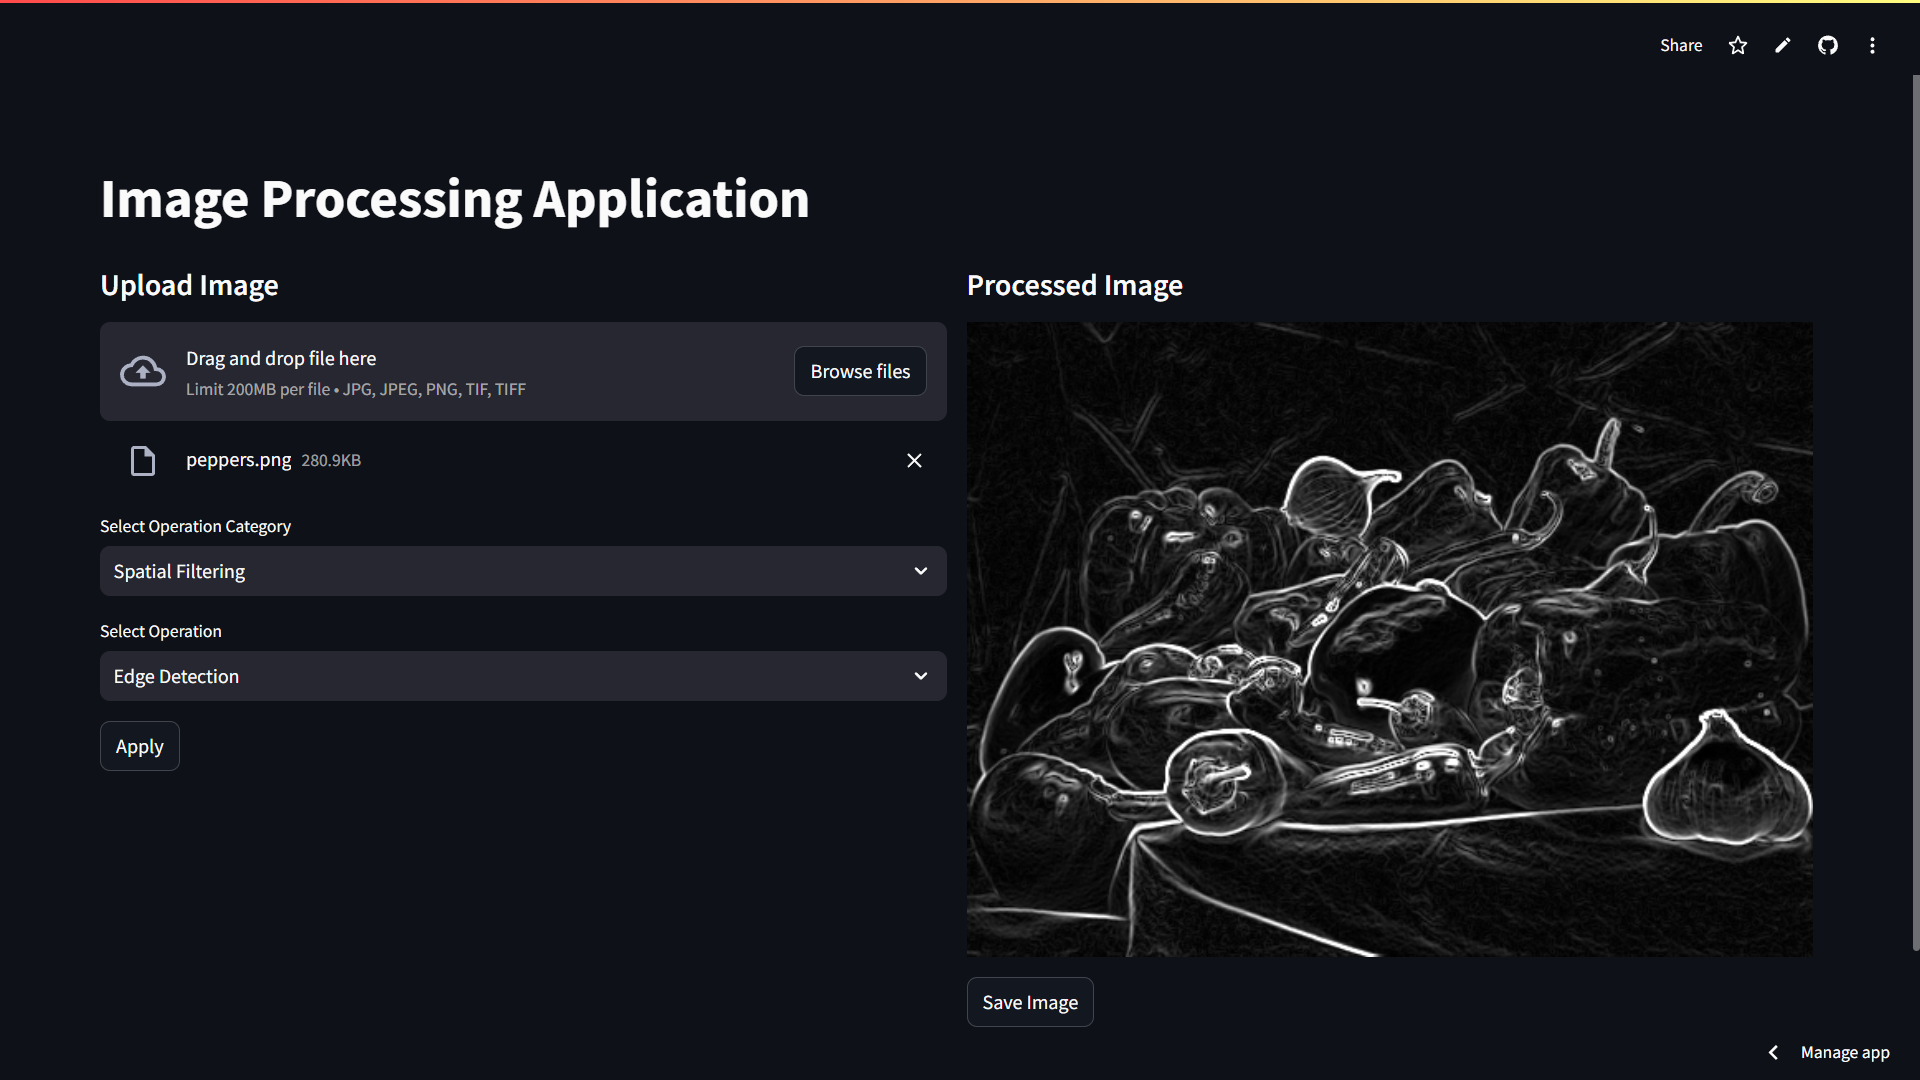 Share
Image Processing Application
Upload Image
Drag and drop file here
Limit 200MB per file • JPG, JPEG, PNG, TIF, TIFF
Browse files
peppers.png 280.9KB
Select Operation Category
Spatial Filtering
Select Operation
Edge Detection
Apply
Processed Image
Save Image
Manage app